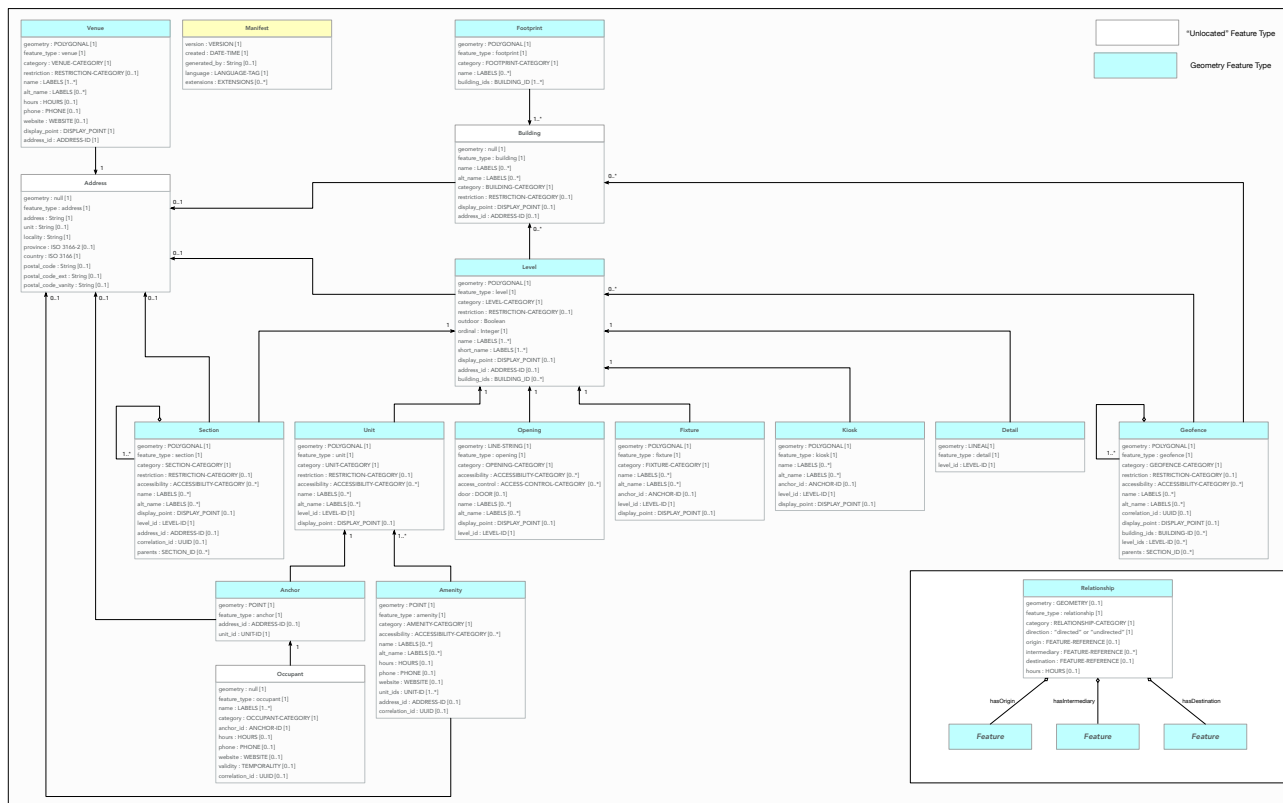 Venue
geometry : POLYGONAL [1]
feature_type : venue [1]
category : VENUE-CATEGORY [1]
restriction : RESTRICTION-CATEGORY [0..1]
name : LABELS [1..*]
alt_name : LABELS [0..*]
hours : HOURS [0..1]
phone : PHONE [0..1]
website : WEBSITE [0..1]
display_point : DISPLAY_POINT [1]
address_id : ADDRESS-ID [1]
1
Manifest
version : VERSION [1]
created : DATE-TIME [1]
generated_by : String [0..1]
language : LANGUAGE-TAG [1]
extensions : EXTENSIONS [0..*]
Footprint
geometry : POLYGONAL [1]
feature_type : footprint [1]
category : FOOTPRINT-CATEGORY [1]
name : LABELS [0..*]
building_ids : BUILDING_ID [1..*]
1..*
"Unlocated" Feature Type
Geometry Feature Type
Building
geometry : null [1]
feature_type : building [1]
name : LABELS [0..*]
alt_name : LABELS [0..*]
category : BUILDING-CATEGORY [1]
restriction : RESTRICTION-CATEGORY [0..1]
display_point : DISPLAY_POINT [0..1]
address_id : ADDRESS-ID [0..1]
0..*
0..*
Address
geometry : null [1]
feature_type : address [1]
address : String [1]
unit : String [0..1]
locality : String [1]
province : ISO 3166-2 [0..1]
country : ISO 3166 [1]
postal_code : String [0..1]
postal_code_ext : String [0..1]
postal_code_vanity : String [0..1]
0..1
0..1
0..1
0..1
0..1
Level
geometry : POLYGONAL [1]
feature_type : level [1]
category : LEVEL-CATEGORY [1]
restriction : RESTRICTION-CATEGORY [0..1]
outdoor : Boolean
ordinal : Integer [1]
name : LABELS [1..*]
short_name : LABELS [1..*]
display_point : DISPLAY_POINT [0..1]
address_id : ADDRESS-ID [0..1]
building_ids : BUILDING_ID [0..*]
0..*
1
1
1
1
1
1
Section
geometry : POLYGONAL [1]
feature_type : section [1]
category : SECTION-CATEGORY [1]
restriction : RESTRICTION-CATEGORY [0..1]
accessibility : ACCESSIBILITY-CATEGORY [0..*]
name : LABELS [0..*]
alt_name : LABELS [0..*]
display_point : DISPLAY_POINT [0..1]
level_id : LEVEL-ID [1]
address_id : ADDRESS-ID [0..1]
correlation_id : UUID [0..1]
parents : SECTION_ID [0..*]
1..*
Unit
geometry : POLYGONAL [1]
feature_type : unit [1]
category : UNIT-CATEGORY [1]
restriction : RESTRICTION-CATEGORY [0..1]
accessibility : ACCESSIBILITY-CATEGORY [0..*]
name : LABELS [0..*]
alt_name : LABELS [0..*]
level_id : LEVEL-ID [1]
display_point : DISPLAY_POINT [0..1]
1
1..*
Opening
geometry : LINE-STRING [1]
feature_type : opening [1]
category : OPENING-CATEGORY [1]
accessibility : ACCESSIBILITY-CATEGORY [0..*]
access_control : ACCESS-CONTROL-CATEGORY [0..*]
door : DOOR [0..1]
name : LABELS [0..*]
alt_name : LABELS [0..*]
display_point : DISPLAY_POINT [0..1]
level_id : LEVEL-ID [1]
Fixture
geometry : POLYGONAL [1]
feature_type : fixture [1]
category : FIXTURE-CATEGORY [1]
name : LABELS [0..*]
alt_name : LABELS [0..*]
anchor_id : ANCHOR-ID [0..1]
level_id : LEVEL-ID [1]
display_point : DISPLAY_POINT [0..1]
Kiosk
geometry : POLYGONAL [1]
feature_type : kiosk [1]
name : LABELS [0..*]
alt_name : LABELS [0..*]
anchor_id : ANCHOR-ID [0..1]
level_id : LEVEL-ID [1]
display_point : DISPLAY_POINT [0..1]
Detail
geometry : LINEAL[1]
feature_type : detail [1]
level_id : LEVEL-ID [1]
Geofence
geometry : POLYGONAL [1]
feature_type : geofence [1]
category : GEOFENCE-CATEGORY [1]
restriction : RESTRICTION-CATEGORY [0..1]
accessibility : ACCESSIBILITY-CATEGORY [0..*]
name : LABELS [0..*]
alt_name : LABELS [0..*]
correlation_id : UUID [0..1]
display_point : DISPLAY_POINT [0..1]
building_ids : BUILDING-ID [0..*]
level_ids : LEVEL-ID [0..*]
parents : SECTION_ID [0..*]
1..*
Anchor
geometry : POINT [1]
feature_type : anchor [1]
address_id : ADDRESS-ID [0..1]
unit_id : UNIT-ID [1]
1
Amenity
geometry : POINT [1]
feature_type : amenity [1]
category : AMENITY-CATEGORY [1]
accessibility : ACCESSIBILITY-CATEGORY [0..*]
name : LABELS [0..*]
alt_name : LABELS [0..*]
hours : HOURS [0..1]
phone : PHONE [0..1]
website : WEBSITE [0..1]
unit_ids : UNIT-ID [1..*]
address_id : ADDRESS-ID [0..1]
correlation_id : UUID [0..1]
Occupant
geometry : null [1]
feature_type : occupant [1]
name : LABELS [1..*]
category : OCCUPANT-CATEGORY [1]
anchor_id : ANCHOR-ID [1]
hours : HOURS [0..1]
phone : PHONE [0..1]
website : WEBSITE [0..1]
validity : TEMPORALITY [0..1]
correlation_id : UUID [0..1]
Relationship
geometry : GEOMETRY [0..1]
feature_type : relationship [1]
category : RELATIONSHIP-CATEGORY [1]
direction : "directed" or "undirected" [1]
origin : FEATURE-REFERENCE [0..1]
intermediary : FEATURE-REFERENCE [0..*]
destination : FEATURE-REFERENCE [0..1]
hours : HOURS [0..1]
hasOrigin
hasIntermediary
hasDestination
Feature
Feature
Feature